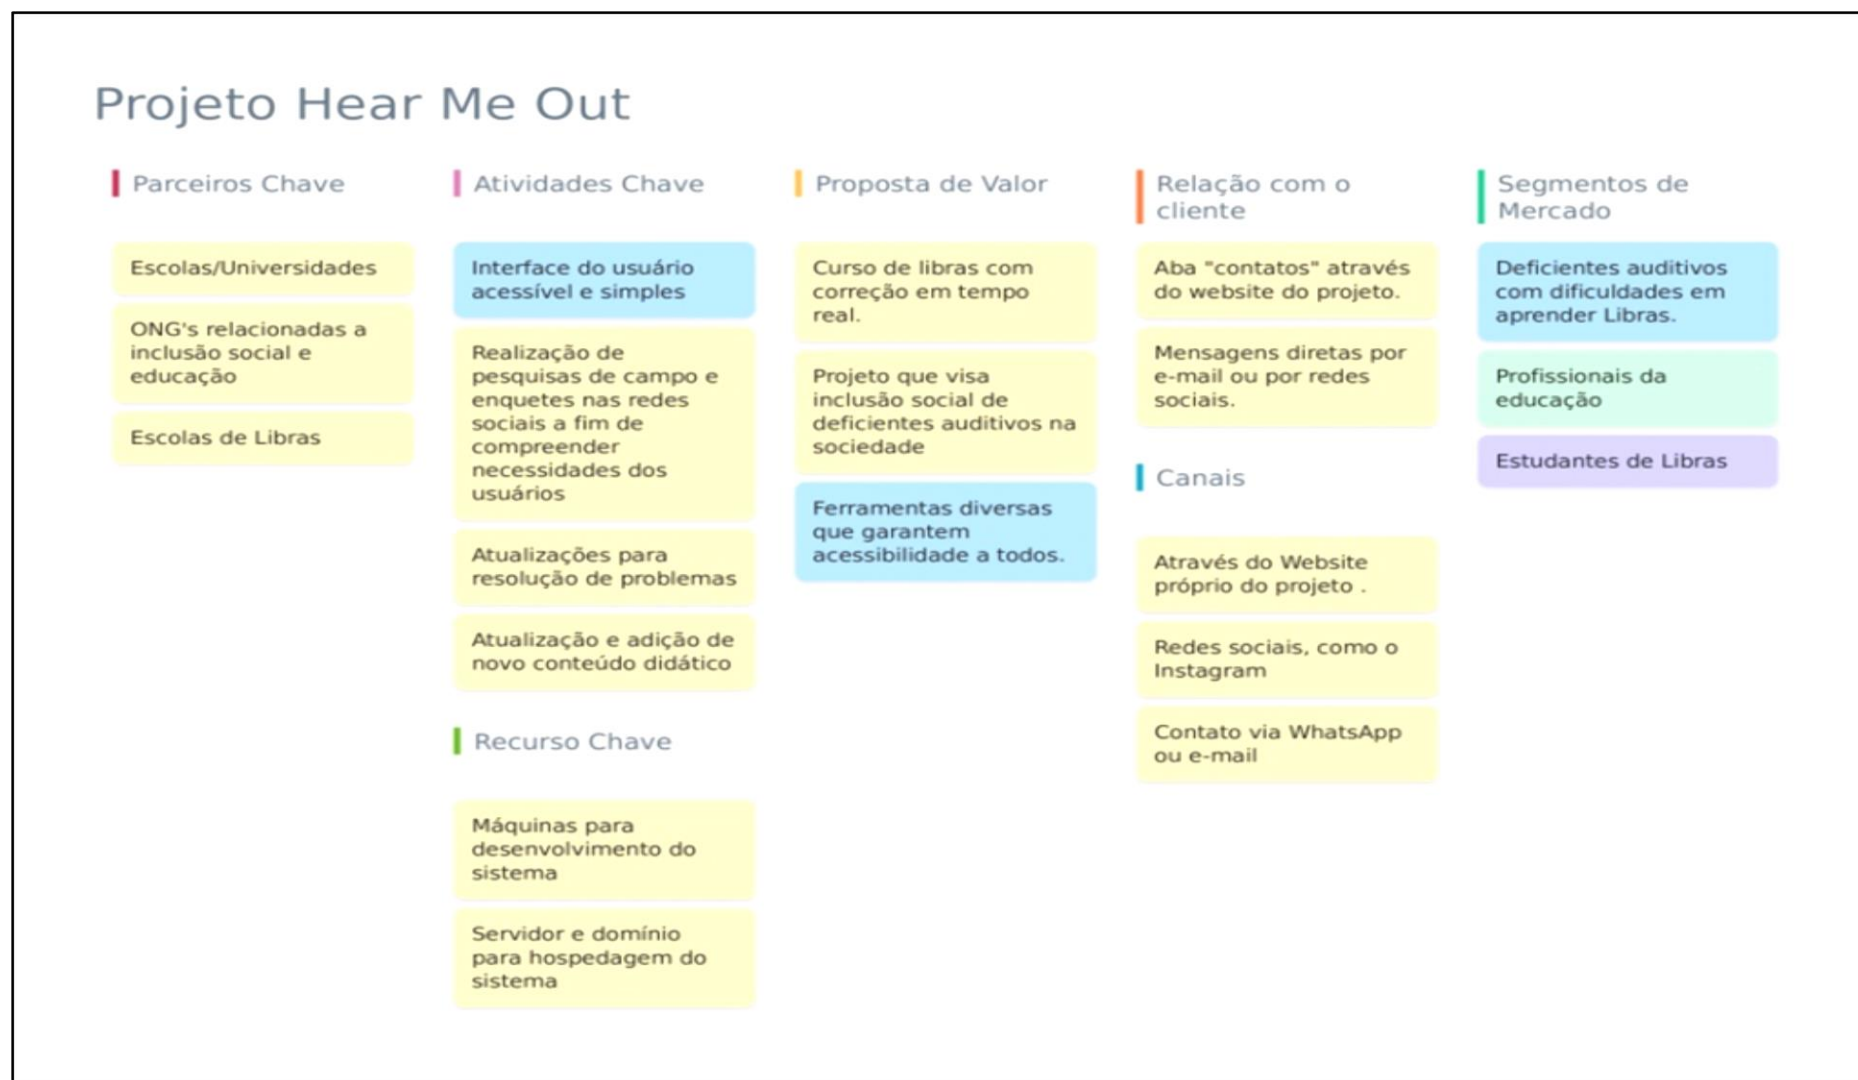 Projeto Hear Me Out
Parceiros Chave
Escolas/Universidades
ONG's relacionadas a
inclusão social e
educação
Escolas de Libras
Atividades Chave
Interface do usuário
acessível e simples
Realização de
pesquisas de campo e
enquetes nas redes
sociais a fim de
compreender
necessidades dos
usuários
Atualizações para
resolução de problemas
Atualização e adição de
novo conteúdo didático
Recurso Chave
Máquinas para
desenvolvimento do
sistema
Servidor e domínio
para hospedagem do
sistema
Proposta de Valor
Curso de libras com
correção em tempo
real.
Projeto que visa
inclusão social de
deficientes auditivos na
sociedade
Ferramentas diversas
que garantem
acessibilidade a todos.
Relação com o
cliente
Aba "contatos" através
do website do projeto.
Mensagens diretas por
e-mail ou por redes
sociais.
Canais
Através do Website
próprio do projeto .
Redes sociais, como o
Instagram
Contato via WhatsApp
ou e-mail
Segmentos de
Mercado
Deficientes auditivos
com dificuldades em
aprender Libras.
Profissionais da
educação
Estudantes de Libras